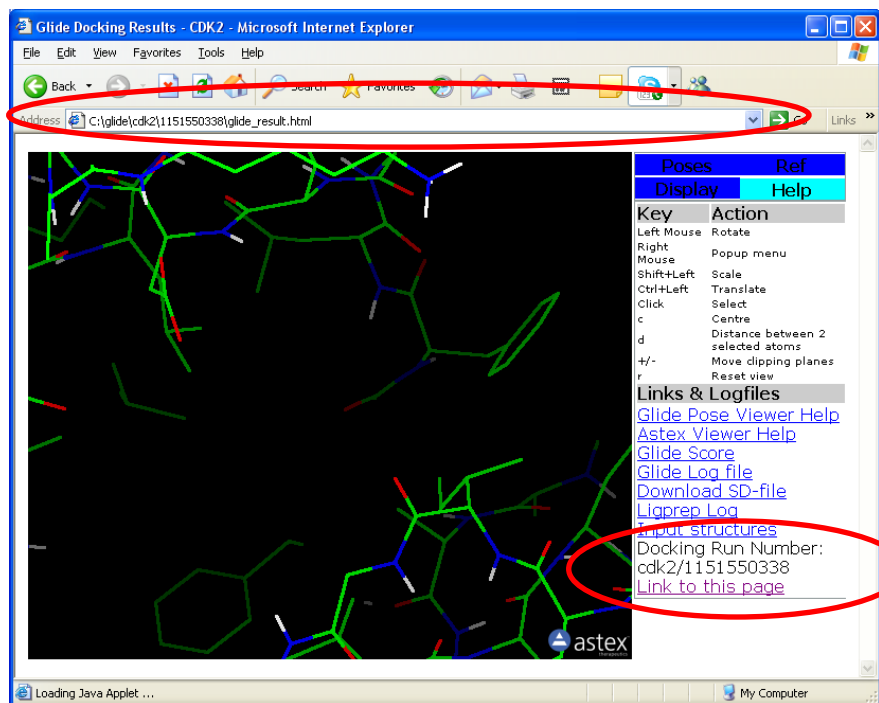 Glide Docking Results - CDK2 - Microsoft Internet Explorer
File Edit View Favorites Tools Help
Back Search Favorites
Address C:\glide\cdk2\1151550338\glide_result.html Go Links »
Poses Ref
Display Help
Key Action
Left Mouse Rotate
Right Mouse Popup menu
Shift+Left Scale
Ctrl+Left Translate
Click Select
c Centre
d Distance between 2 selected atoms
+/- Move clipping planes
r Reset view
Links & Logfiles
Glide Pose Viewer Help
Astex Viewer Help
Glide Score
Glide Log file
Download SD-file
Ligprep Log
Input structures
Docking Run Number:
cdk2/1151550338
Link to this page
astex
therapeutics
Loading Java Applet ... My Computer